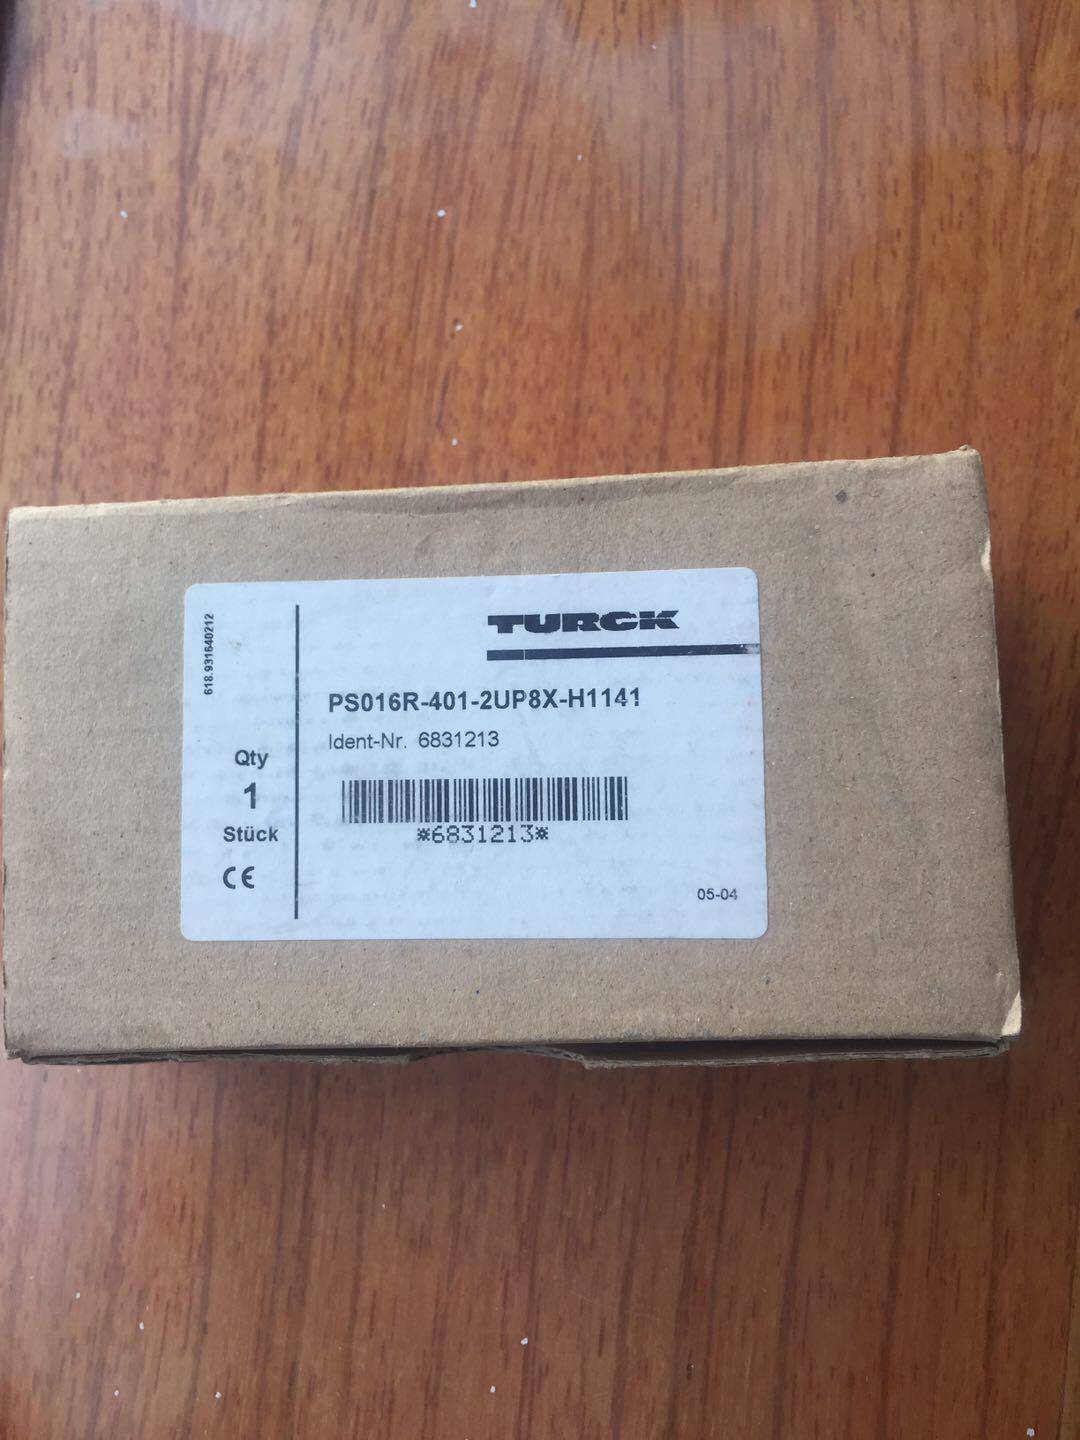 618.931640212
TURCK
PS016R-401-2UP8X-H1141
Ident-Nr. 6831213
Qty
1
Stück
CE
*6831213*
05-04